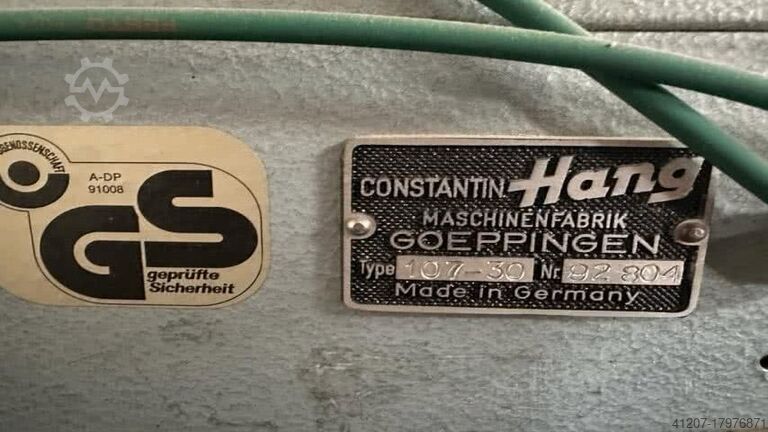 GENOSSENSCHAFT
A-DP
91008
GS
geprüfte
Sicherheit
CONSTANTIN Hang
MASCHINENFABRIK
GOEPPINGEN
Type 107-30 Nr. 92 804
Made in Germany
41207-17976871